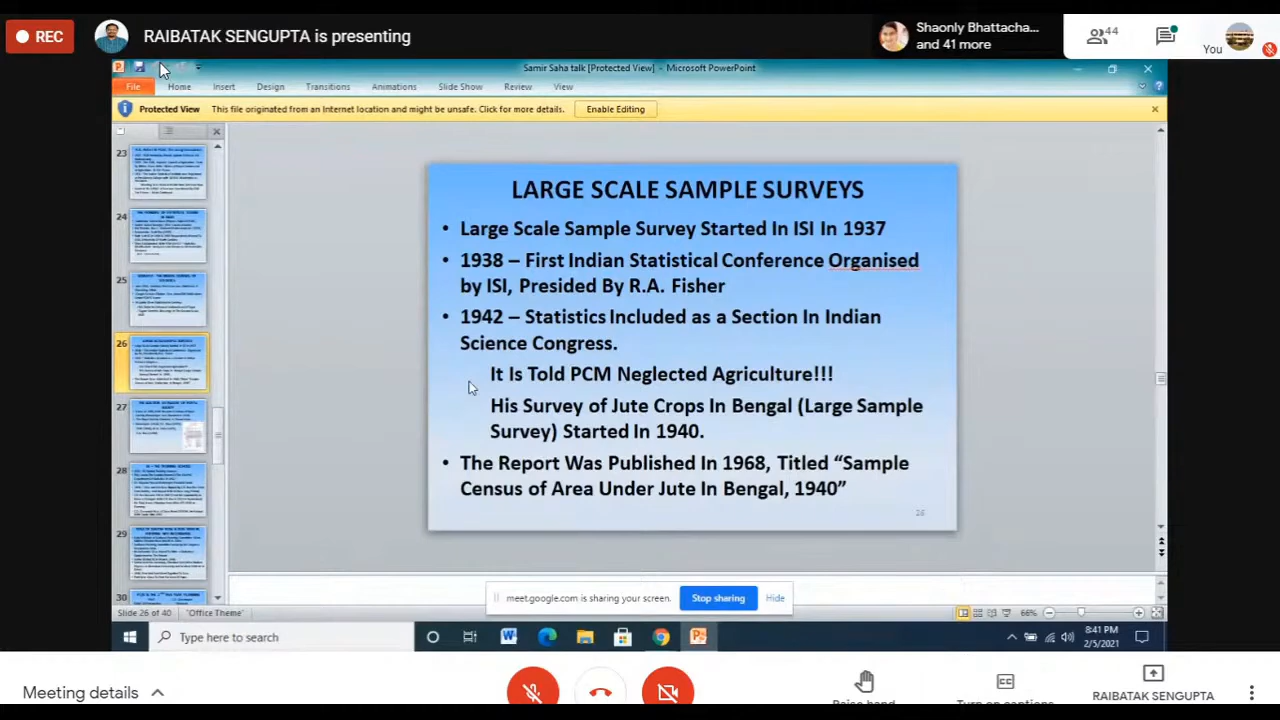 REC
RAIBATAK SENGUPTA is presenting
Shaonly Bhattacha...
and 41 more
44
You
Samir Saha talk [Protected View] - Microsoft PowerPoint
File Home Insert Design Transitions Animations Slide Show Review View
Protected View This file originated from an Internet location and might be unsafe. Click for more details. Enable Editing
23
24
25
26
27
28
29
30
LARGE SCALE SAMPLE SURVEYS
• Large Scale Sample Survey Started In ISI In 1937
• 1938 – First Indian Statistical Conference Organised
by ISI, Presided By R.A. Fisher
• 1942 – Statistics Included as a Section In Indian
Science Congress.
It Is Told PCM Neglected Agriculture!!!
His Survey of Jute Crops In Bengal (Large Sample
Survey) Started In 1940.
• The Report Was Published In 1968, Titled “Sample
Census of Area Under Jute In Bengal, 1940”
26
meet.google.com is sharing your screen. Stop sharing Hide
Slide 26 of 40 "Office Theme" 66%
Type here to search
8:41 PM
2/5/2021
Meeting details
Raise hand
Turn on captions
RAIBATAK SENGUPTA